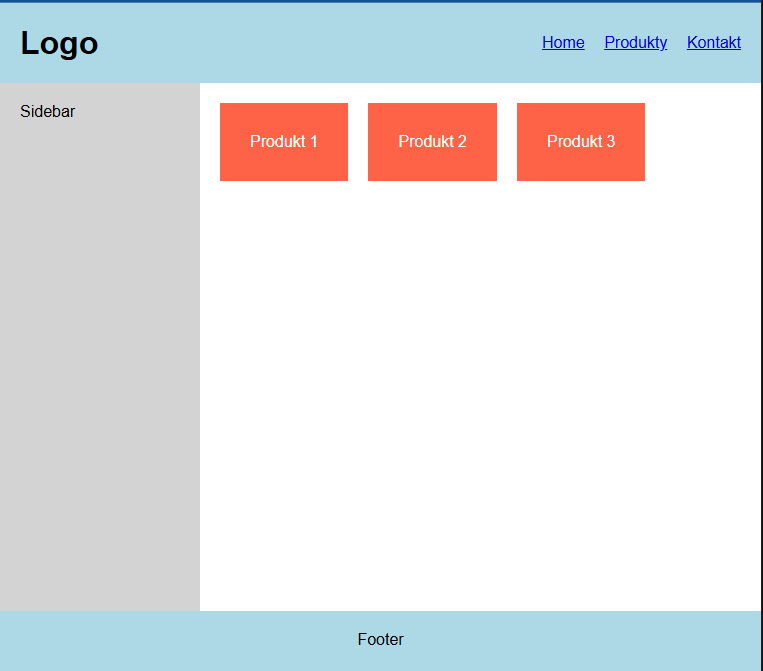 Logo
Home Produkty Kontakt
Sidebar
Produkt 1 Produkt 2 Produkt 3
Footer